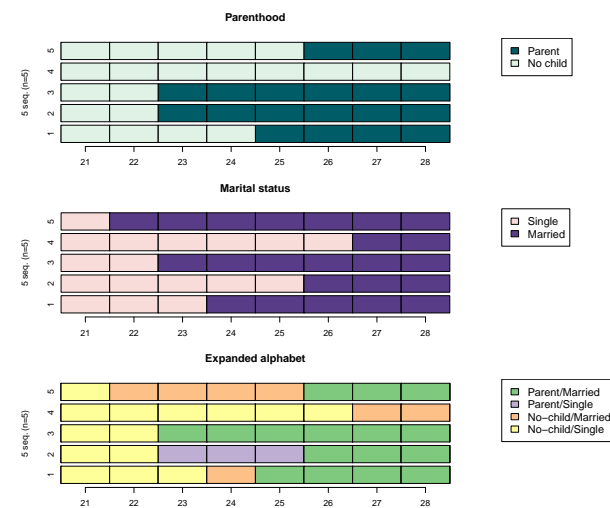 Parenthood
5 seq. (n=5)
5
4
3
2
1
21 22 23 24 25 26 27 28
Parent
No child
Marital status
5 seq. (n=5)
5
4
3
2
1
21 22 23 24 25 26 27 28
Single
Married
Expanded alphabet
5 seq. (n=5)
5
4
3
2
1
21 22 23 24 25 26 27 28
Parent/Married
Parent/Single
No−child/Married
No−child/Single